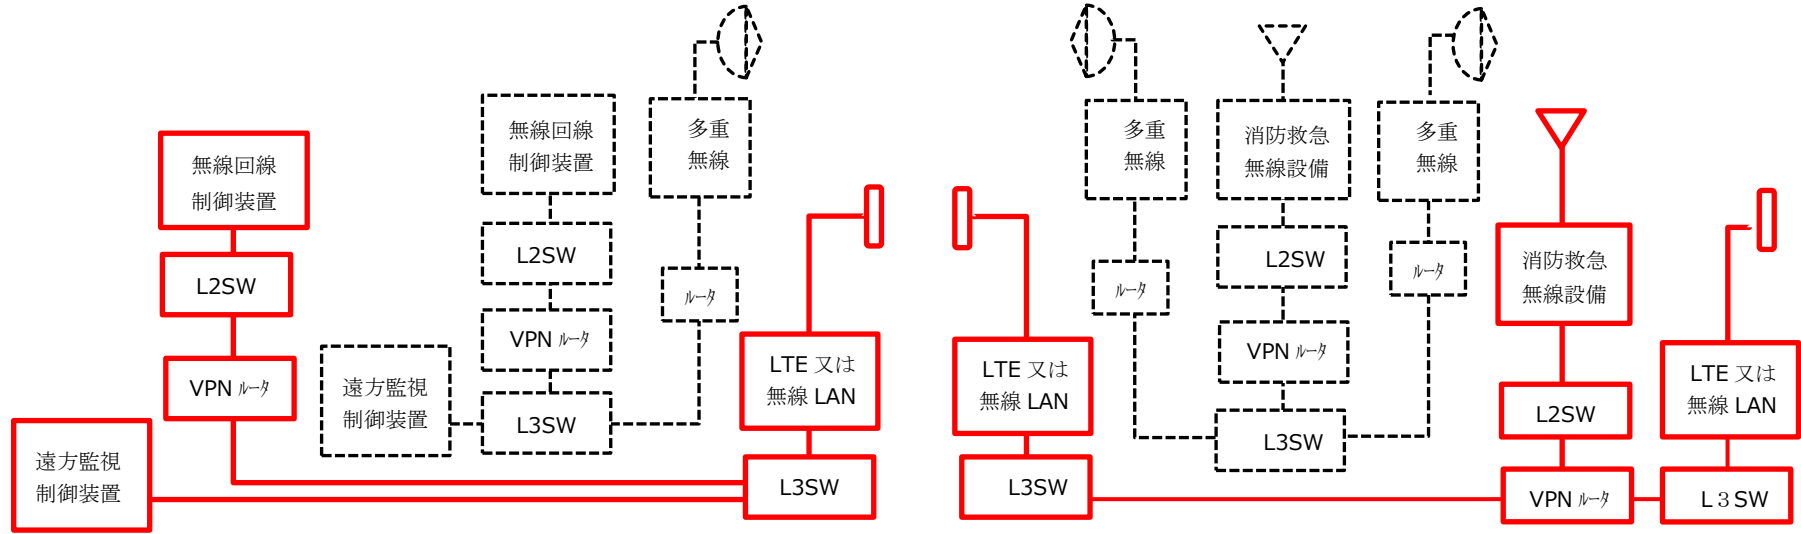 無線回線
制御装置
L2SW
VPN ﾙｰﾀ
遠方監視
制御装置
無線回線
制御装置
L2SW
VPN ﾙｰﾀ
L3SW
遠方監視
制御装置
多重
無線
ﾙｰﾀ
LTE 又は
無線 LAN
L3SW
LTE 又は
無線 LAN
L3SW
多重
無線
ﾙｰﾀ
消防救急
無線設備
L2SW
VPN ﾙｰﾀ
L3SW
多重
無線
ﾙｰﾀ
消防救急
無線設備
L2SW
VPN ﾙｰﾀ
LTE 又は
無線 LAN
L３SW